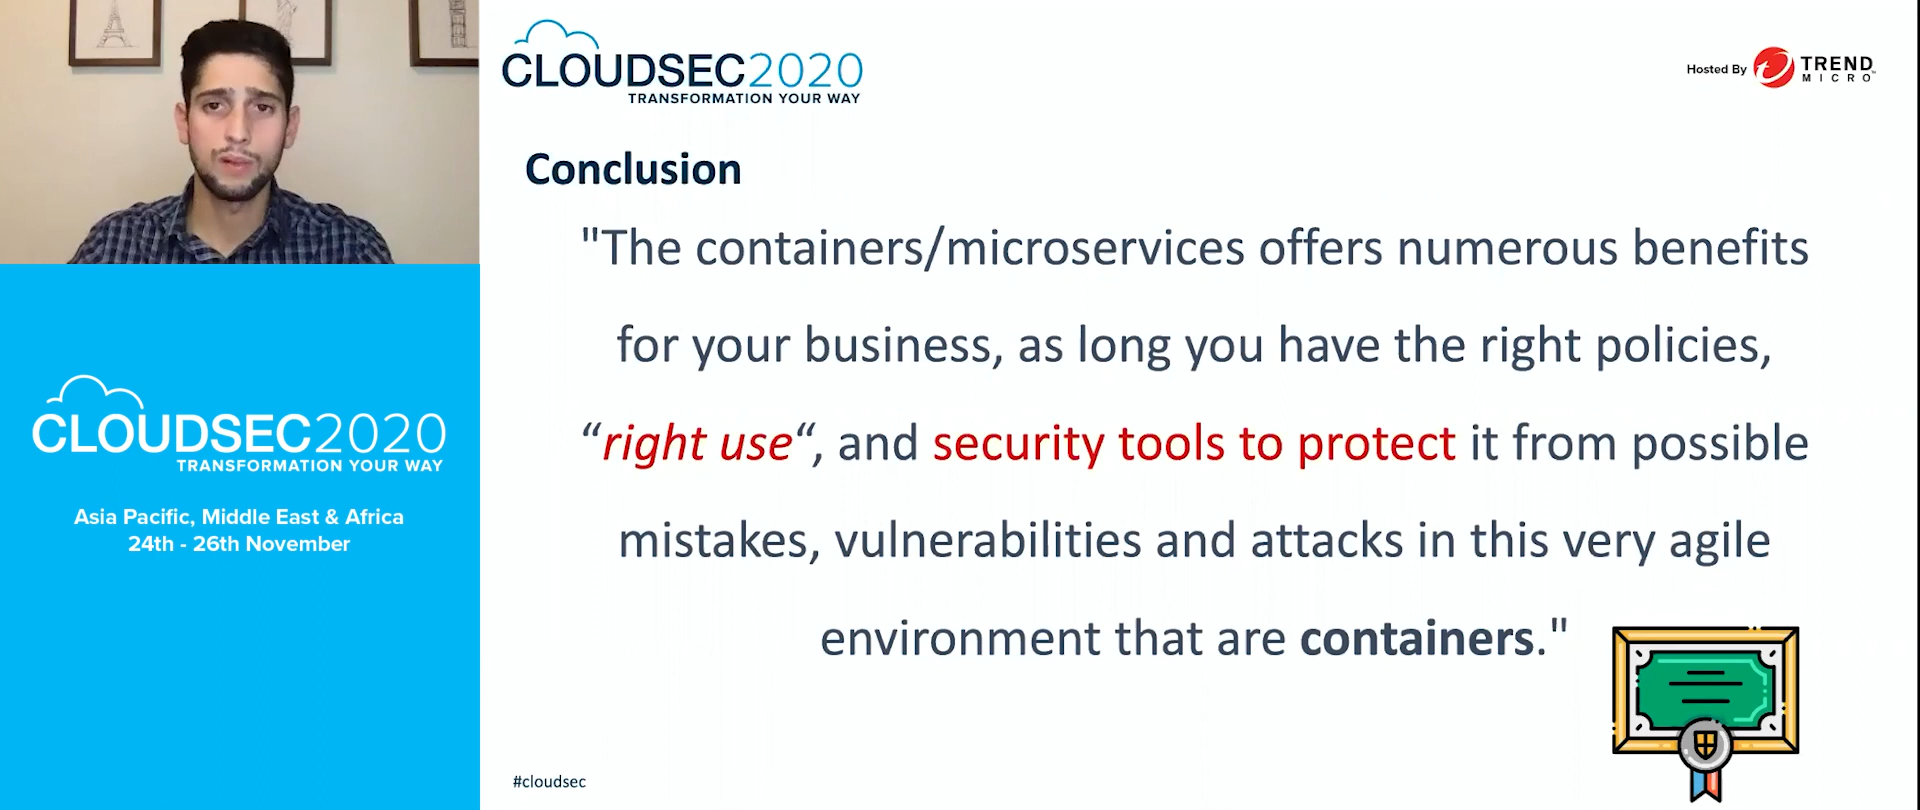 CLOUDSEC2020
TRANSFORMATION YOUR WAY
Asia Pacific, Middle East & Africa
24th - 26th November
CLOUDSEC2020
TRANSFORMATION YOUR WAY
Hosted By TREND
MICRO™
Conclusion
"The containers/microservices offers numerous benefits
for your business, as long you have the right policies,
“right use“, and security tools to protect it from possible
mistakes, vulnerabilities and attacks in this very agile
environment that are containers."
#cloudsec